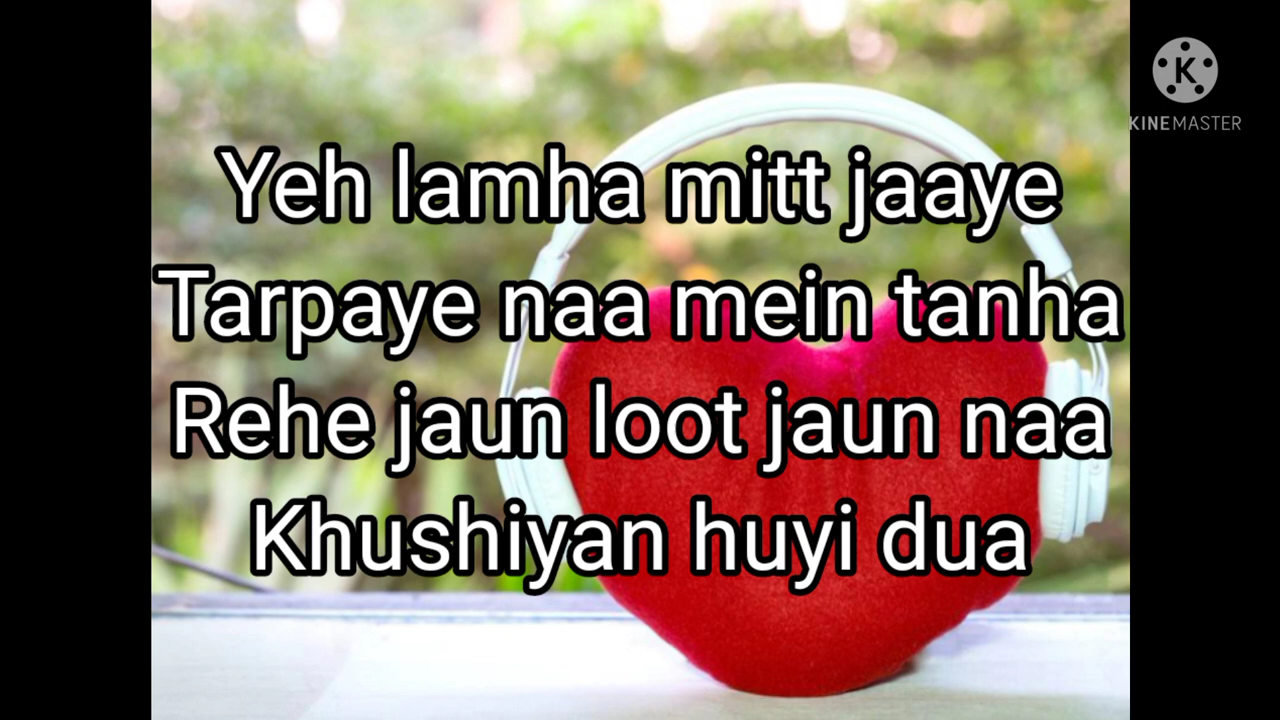 Yeh lamha mitt jaaye
Tarpaye naa mein tanha
Rehe jaun loot jaun naa
Khushiyan huyi dua
K
KINEMASTER